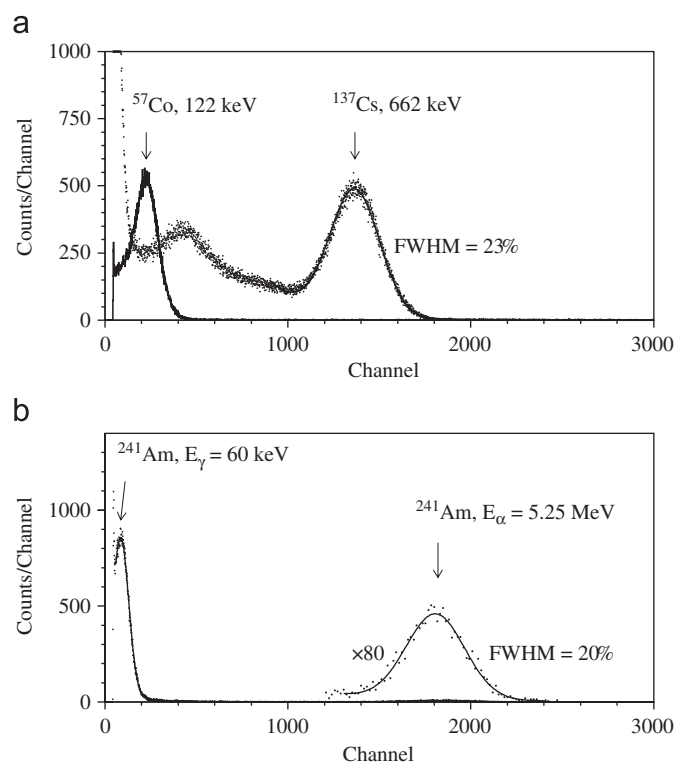 a
1000
750
500
250
0
Counts/Channel
⁵⁷Co, 122 keV
¹³⁷Cs, 662 keV
FWHM = 23%
0 1000 2000 3000
Channel
b
1000
500
0
Counts/Channel
²⁴¹Am, Eγ = 60 keV
²⁴¹Am, Eα = 5.25 MeV
×80
FWHM = 20%
0 1000 2000 3000
Channel